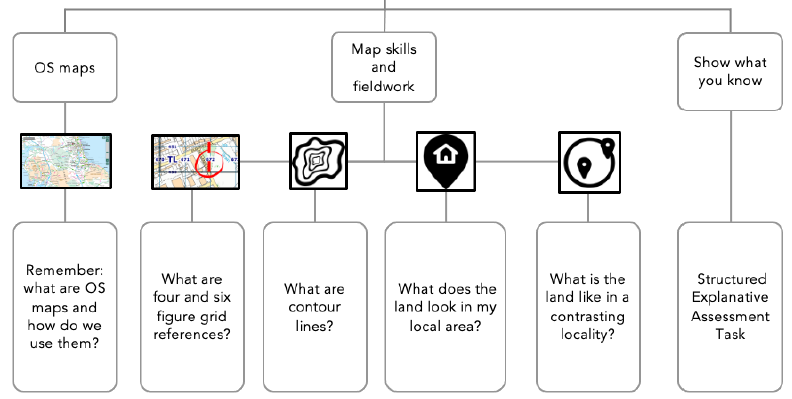 OS maps
Map skills
and
fieldwork
Show what
you know
TL
Remember:
what are OS
maps and
how do we
use them?
What are
four and six
figure grid
references?
What are
contour
lines?
What does the
land look in my
local area?
What is the
land like in a
contrasting
locality?
Structured
Explanative
Assessment
Task